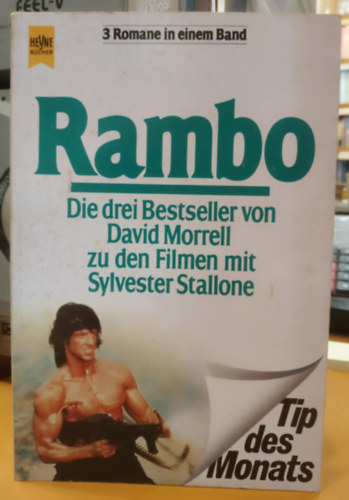 FEEL-V
HEYNE
BÜCHER
3 Romane in einem Band
Rambo
Die drei Bestseller von
David Morrell
zu den Filmen mit
Sylvester Stallone
Tip
des
Monats